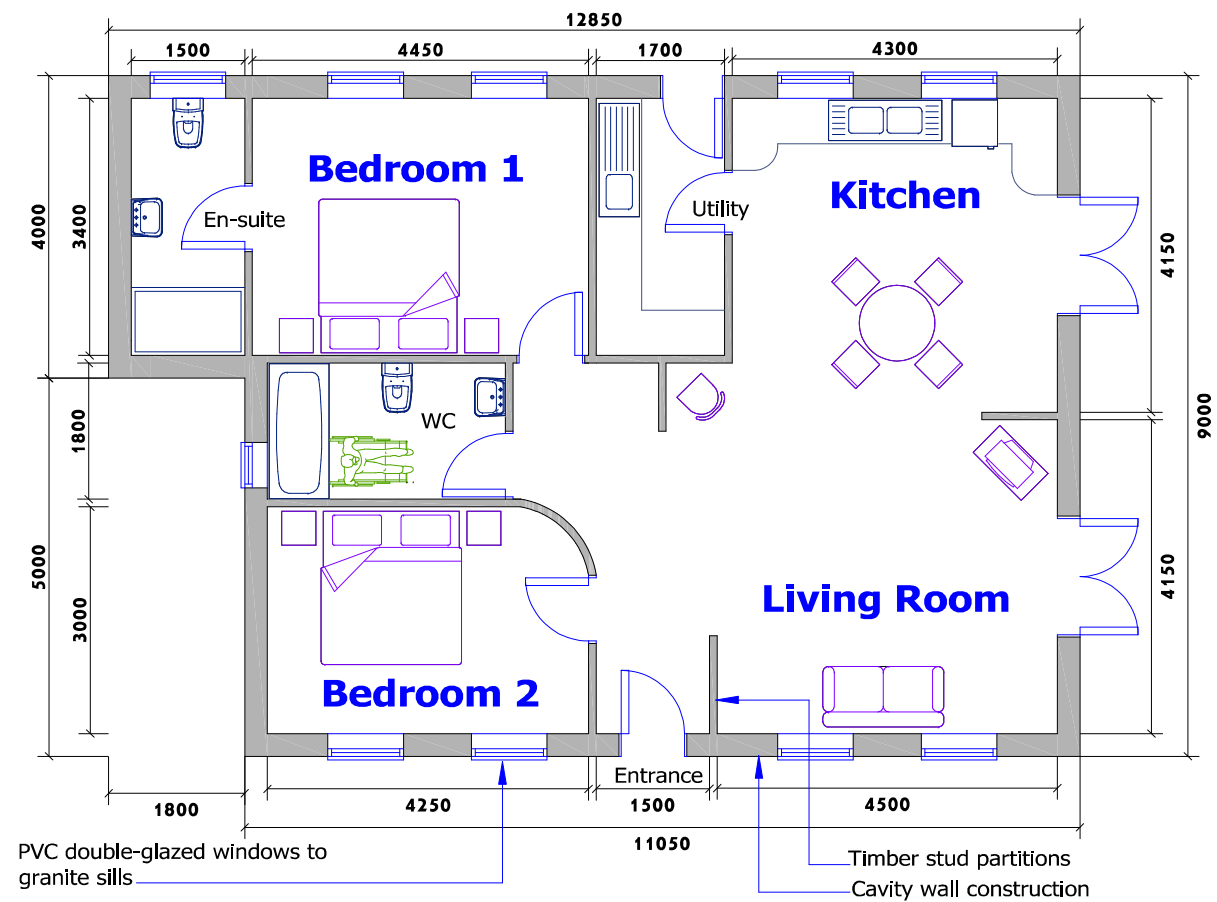 12850
1500
4450
1700
4300
Bedroom 1
Kitchen
En-suite
Utility
4000
3400
4150
9000
WC
1800
5000
3000
4150
Living Room
Bedroom 2
Entrance
1800
4250
1500
4500
11050
PVC double-glazed windows to
granite sills
Timber stud partitions
Cavity wall construction